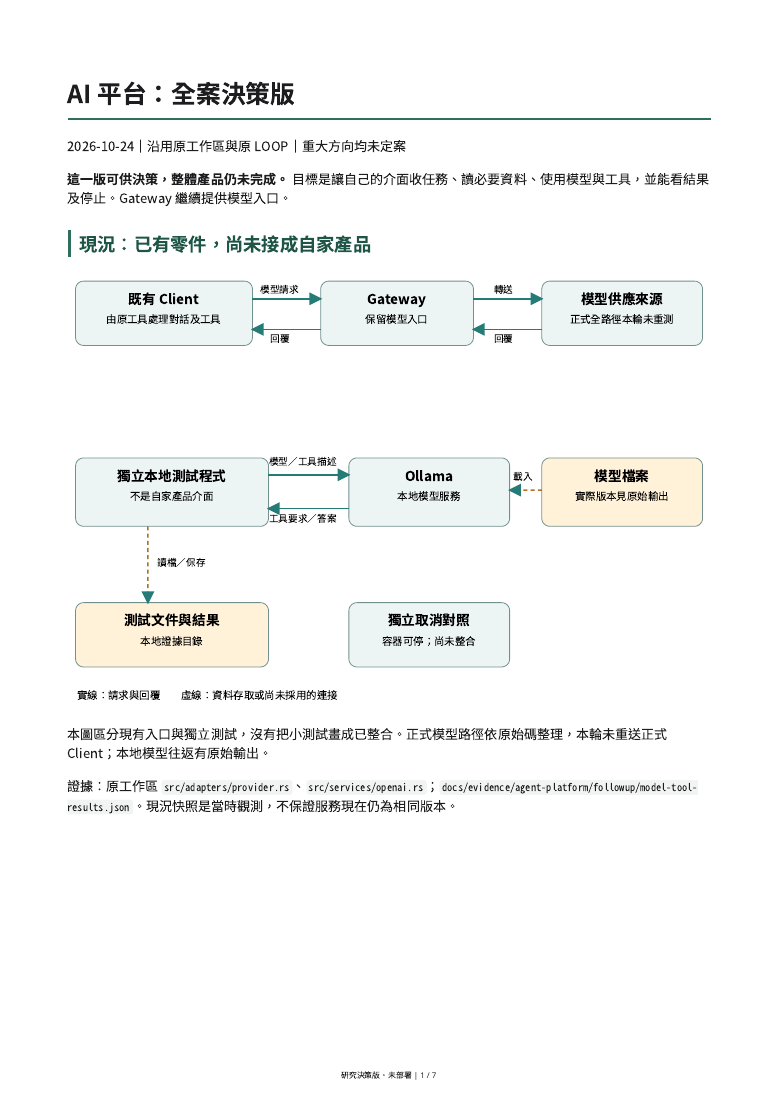 AI 平台：全案決策版
2026-10-24｜沿用原工作區與原 LOOP｜重大方向均未定案
這一版可供決策，整體產品仍未完成。 目標是讓自己的介面收任務、讀必要資料、使用模型與工具，並能看結果
及停止。Gateway 繼續提供模型入口。
現況：已有零件，尚未接成自家產品
既有 Client
由原工具處理對話及工具
模型請求
回覆
Gateway
保留模型入口
轉送
回覆
模型供應來源
正式全路徑本輪未重測
獨立本地測試程式
不是自家產品介面
模型／工具描述
工具要求／答案
Ollama
本地模型服務
載入
模型檔案
實際版本見原始輸出
讀檔／保存
測試文件與結果
本地證據目錄
獨立取消對照
容器可停；尚未整合
實線：請求與回覆　　虛線：資料存取或尚未採用的連接
本圖區分現有入口與獨立測試，沒有把小測試畫成已整合。正式模型路徑依原始碼整理，本輪未重送正式
Client；本地模型往返有原始輸出。
證據：原工作區 src/adapters/provider.rs 、 src/services/openai.rs ； docs/evidence/agent-platform/followup/model-tool-
results.json 。現況快照是當時觀測，不保證服務現在仍為相同版本。
研究決策版・未部署 | 1 / 7